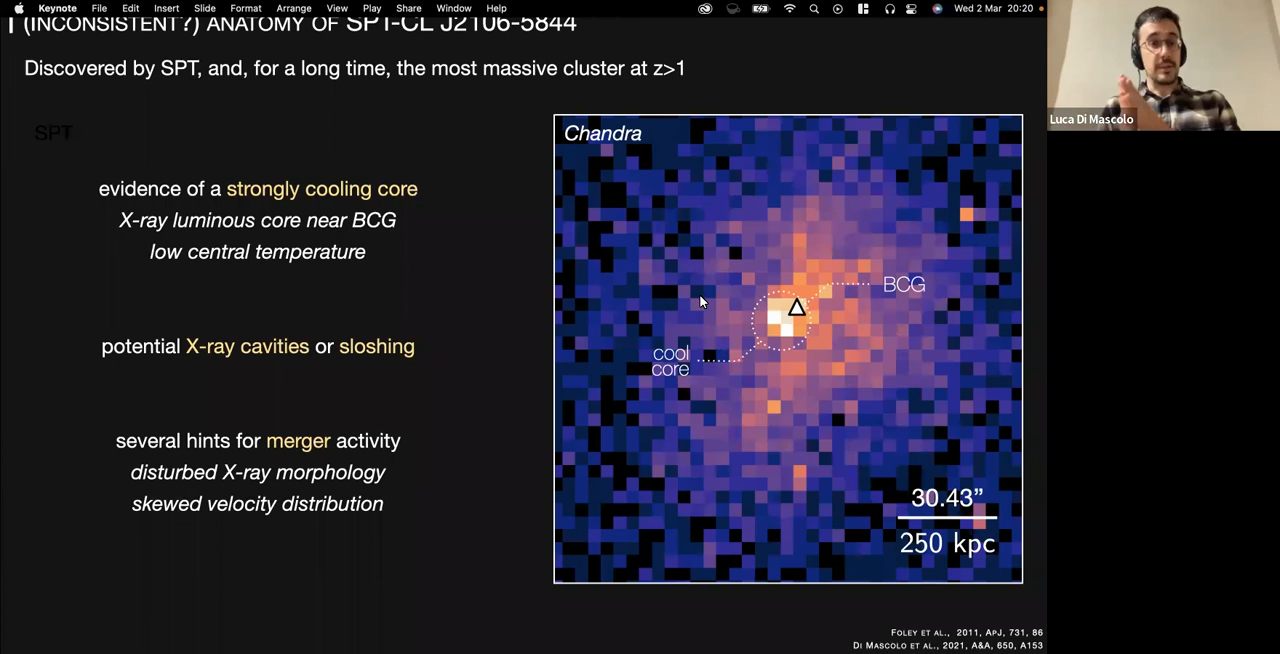 Keynote File Edit Insert Slide Format Arrange View Play Share Window Help Wed 2 Mar 20:20
(INCONSISTENT?) ANATOMY OF SPT-CL J2106-5844
Discovered by SPT, and, for a long time, the most massive cluster at z>1
SPT
evidence of a strongly cooling core
X-ray luminous core near BCG
low central temperature
potential X-ray cavities or sloshing
several hints for merger activity
disturbed X-ray morphology
skewed velocity distribution
Chandra
BCG
cool
core
30.43”
250 kpc
FOLEY ET AL., 2011, APJ, 731, 86
DI MASCOLO ET AL., 2021, A&A, 650, A153
Luca Di Mascolo